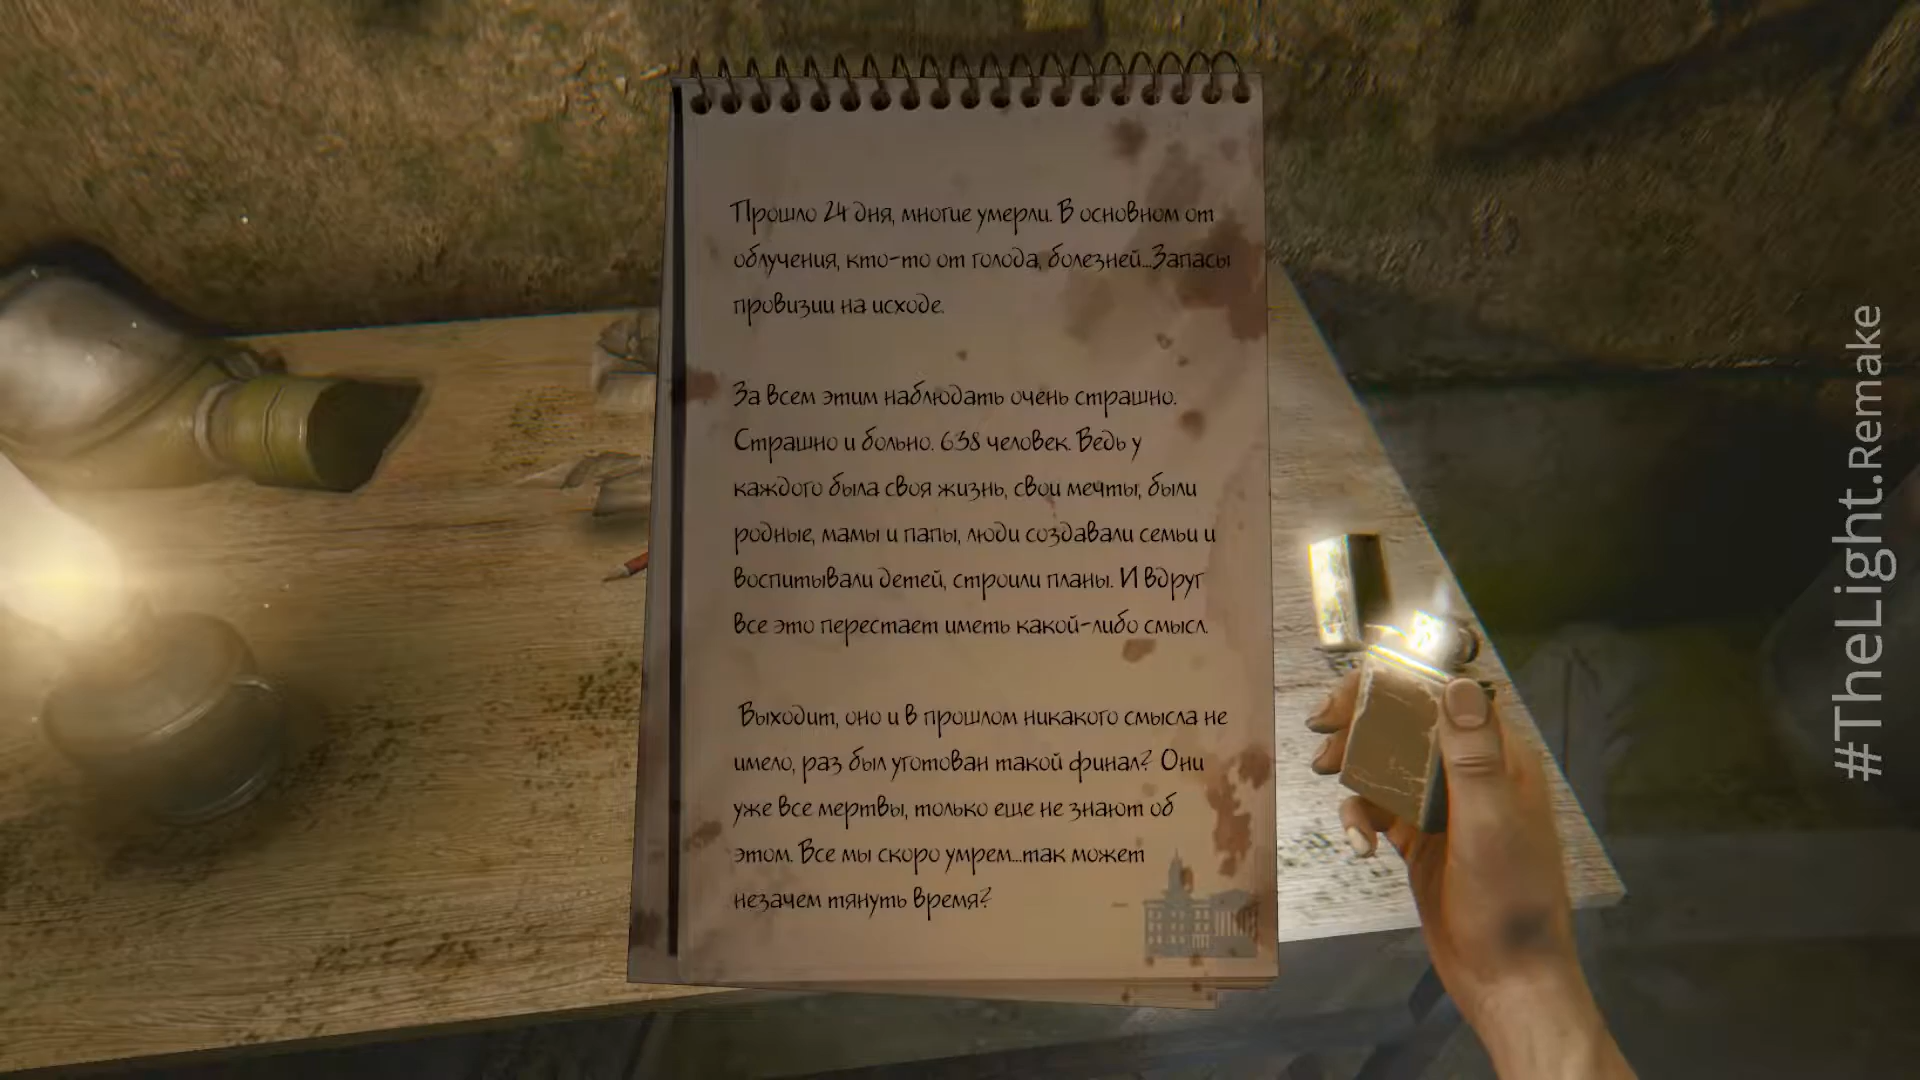 Прошло 24 дня, многие умерли. В основном от
облучения, кто-то от голода, болезней...Запасы
провизии на исходе.
За всем этим наблюдать очень страшно.
Страшно и больно. 638 человек. Ведь у
каждого была своя жизнь, свои мечты, были
родные, мамы и папы, люди создавали семьи и
воспитывали детей, строили планы. И вдруг
все это перестает иметь какой-либо смысл.
Выходит, оно и в прошлом никакого смысла не
имело, раз был уготован такой финал? Они
уже все мертвы, только еще не знают об
этом. Все мы скоро умрем...так может
незачем тянуть время?
#TheLight.Remake